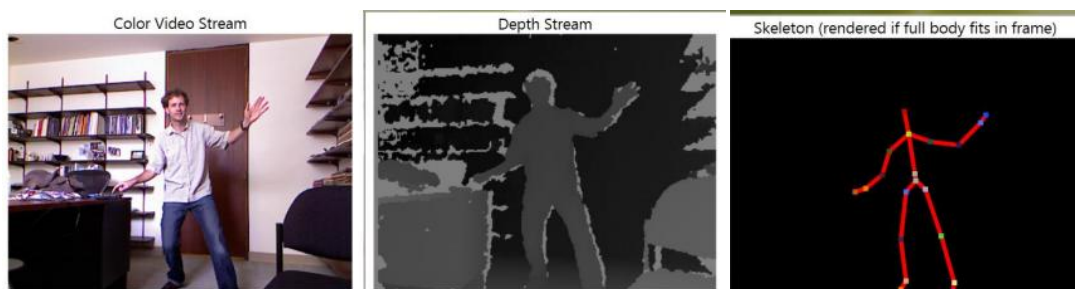 Color Video Stream
Depth Stream
Skeleton (rendered if full body fits in frame)